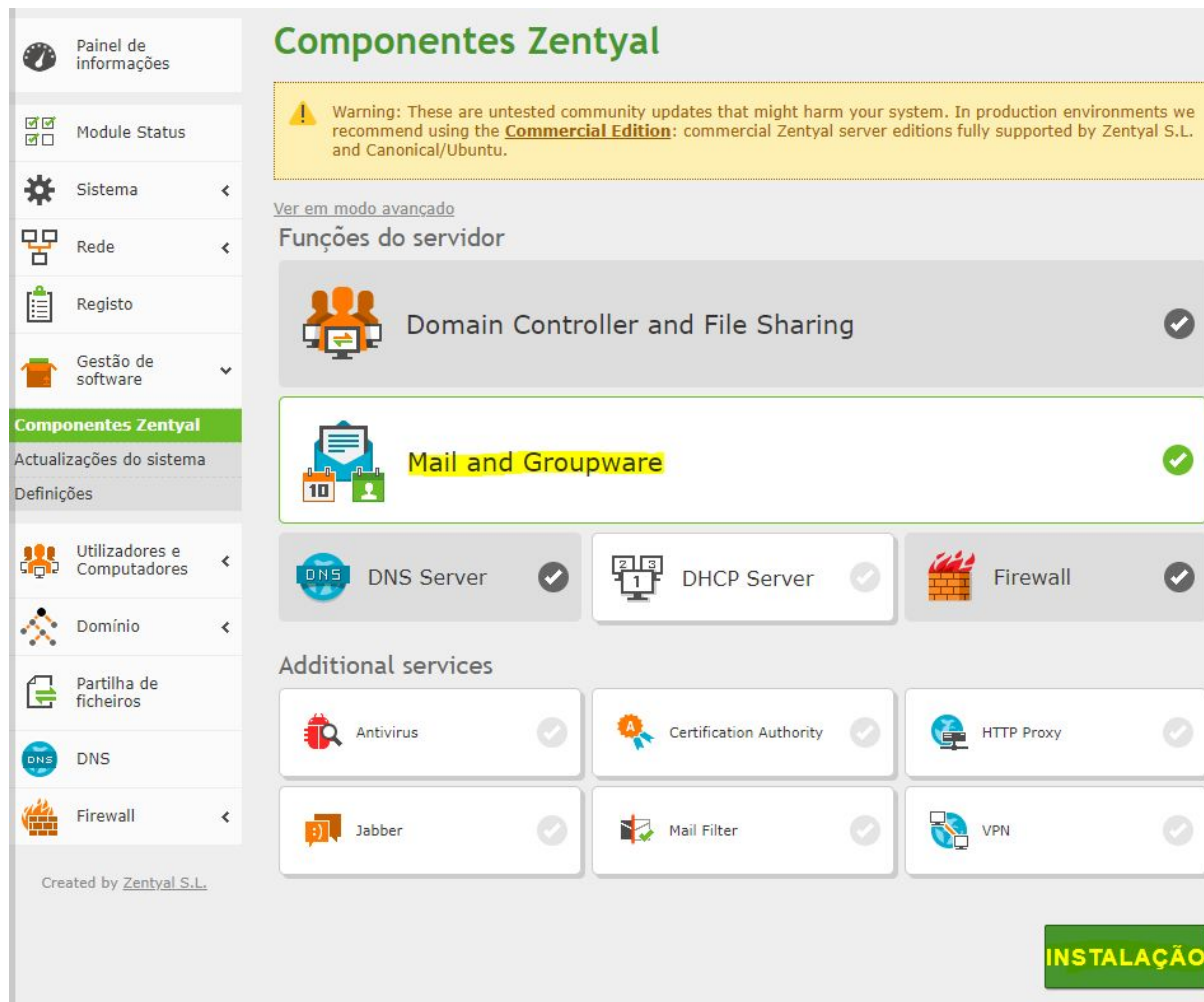 Painel de
informações
Module Status
Sistema
Rede
Registo
Gestão de
software
Componentes Zentyal
Actualizações do sistema
Definições
Utilizadores e
Computadores
Domínio
Partilha de
ficheiros
DNS
DNS
Firewall
Created by Zentyal S.L.
Componentes Zentyal
Warning: These are untested community updates that might harm your system. In production environments we
recommend using the Commercial Edition: commercial Zentyal server editions fully supported by Zentyal S.L.
and Canonical/Ubuntu.
Ver em modo avançado
Funções do servidor
Domain Controller and File Sharing
10
Mail and Groupware
DNS
DNS Server
2 3
1
DHCP Server
Firewall
Additional services
Antivirus
A
Certification Authority
HTTP Proxy
:)
Jabber
Mail Filter
VPN
INSTALAÇÃO